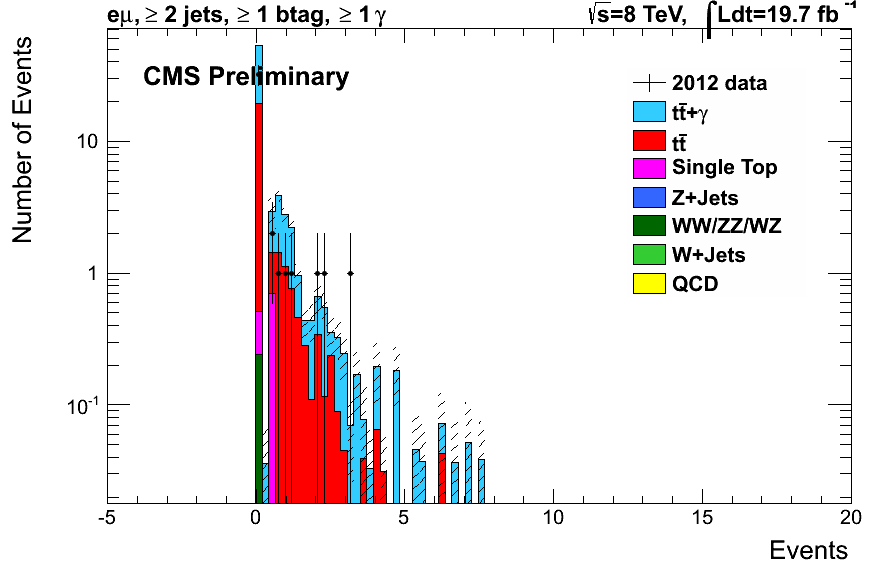 eμ, ≥ 2 jets, ≥ 1 btag, ≥ 1 γ √s=8 TeV, ∫Ldt=19.7 fb⁻¹
CMS Preliminary
2012 data
tt̄+γ
tt̄
Single Top
Z+Jets
WW/ZZ/WZ
W+Jets
QCD
Number of Events
10
1
10⁻¹
-5 0 5 10 15 20
Events